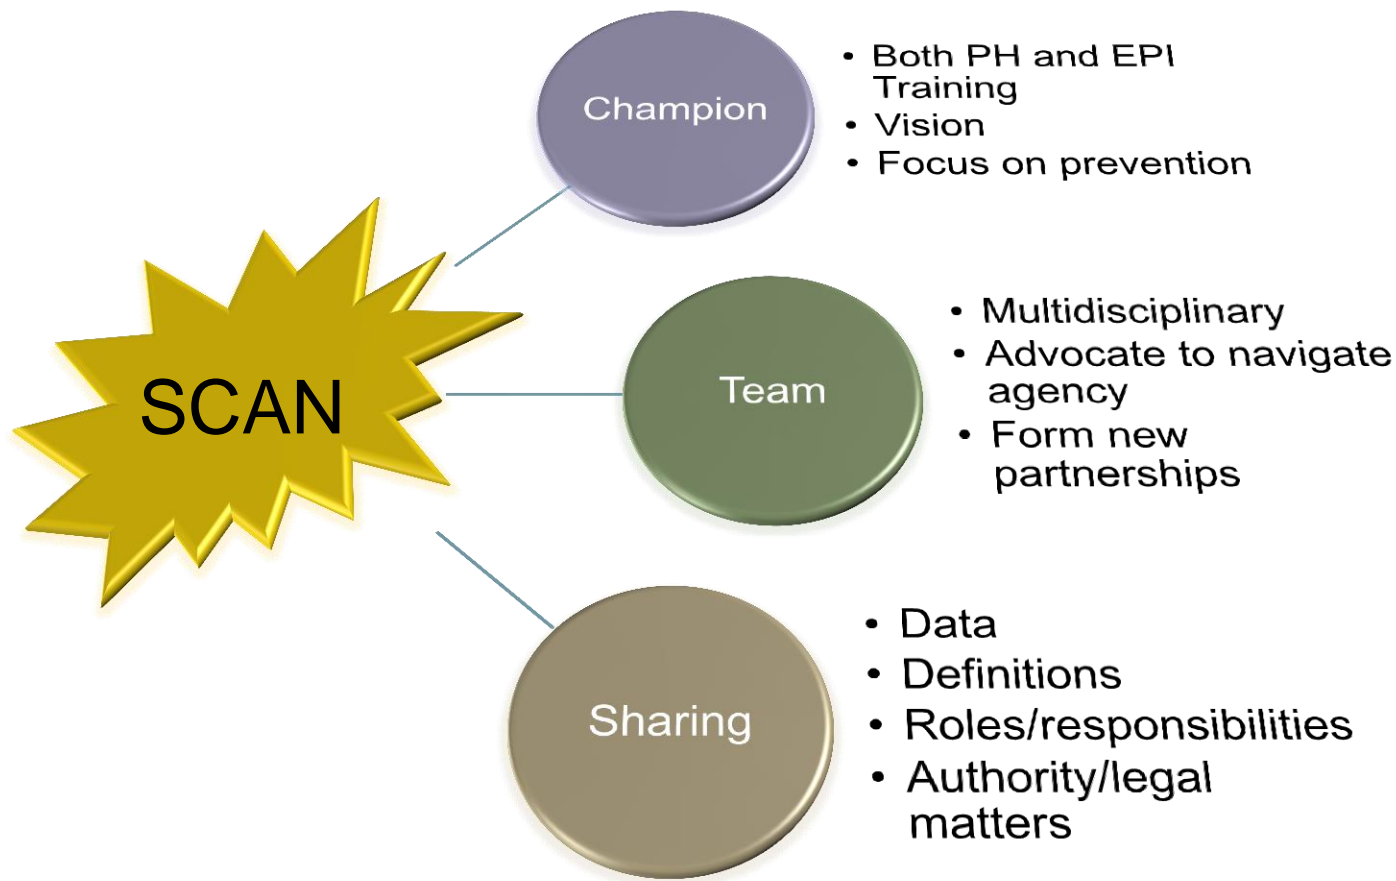 SCAN
Champion
• Both PH and EPI
Training
• Vision
• Focus on prevention
Team
• Multidisciplinary
• Advocate to navigate
agency
• Form new
partnerships
Sharing
• Data
• Definitions
• Roles/responsibilities
• Authority/legal
matters